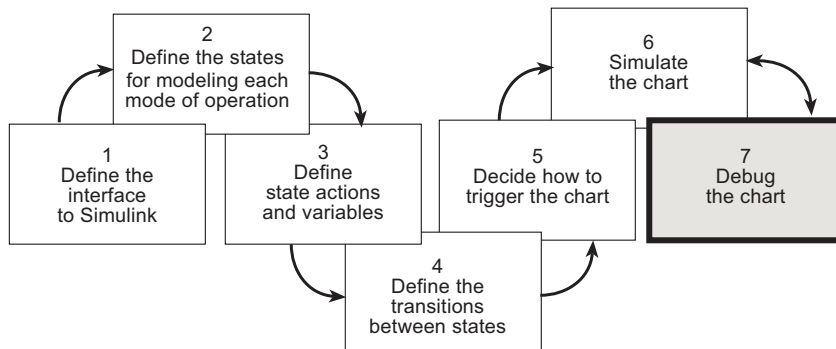 1
Define the
interface
to Simulink
2
Define the states
for modeling each
mode of operation
3
Define
state actions
and variables
4
Define the
transitions
between states
5
Decide how to
trigger the chart
6
Simulate
the chart
7
Debug
the chart